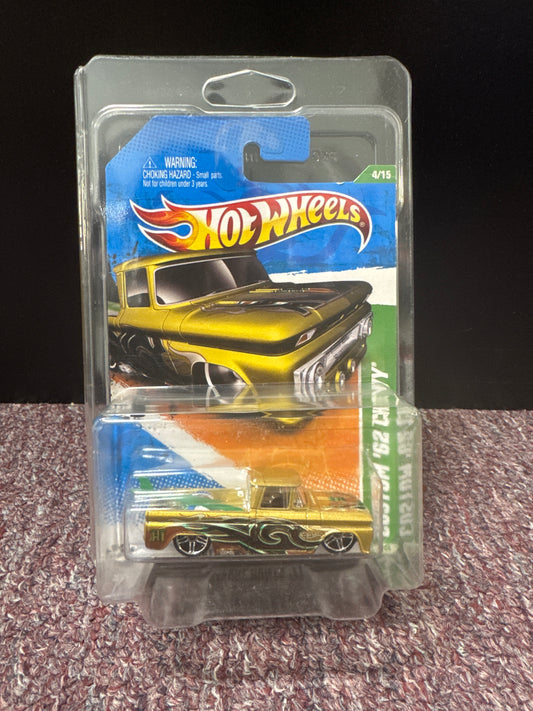 WARNING:
CHOKING HAZARD - Small parts
Not for children under 3 years.
4/15
HOT WHEELS®
CUSTOM '62 CHEVY